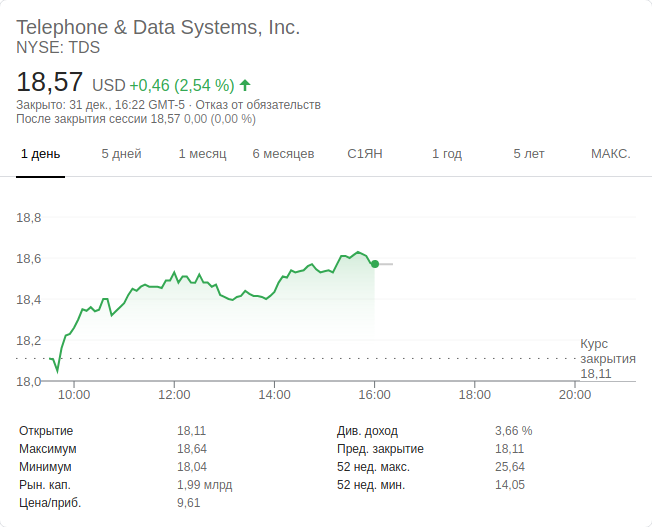 Telephone & Data Systems, Inc.
NYSE: TDS
18,57 USD +0,46 (2,54 %)
Закрыто: 31 дек., 16:22 GMT-5 · Отказ от обязательств
После закрытия сессии 18,57 0,00 (0,00 %)
1 день 5 дней 1 месяц 6 месяцев С1ЯН 1 год 5 лет МАКС.
18,8
18,6
18,4
18,2
18,0
Курс
закрытия
18,11
10:00 12:00 14:00 16:00 18:00 20:00
Открытие 18,11 Див. доход 3,66 %
Максимум 18,64 Пред. закрытие 18,11
Минимум 18,04 52 нед. макс. 25,64
Рын. кап. 1,99 млрд 52 нед. мин. 14,05
Цена/приб. 9,61